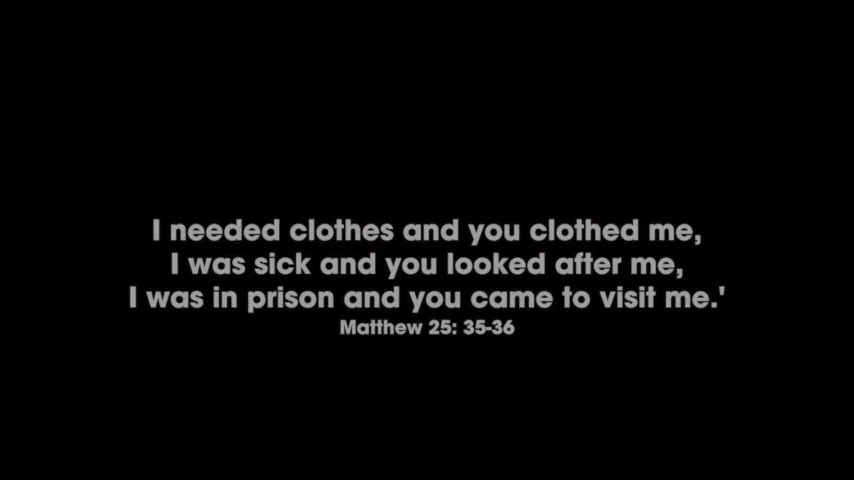 I needed clothes and you clothed me,
I was sick and you looked after me,
I was in prison and you came to visit me.'
Matthew 25: 35-36